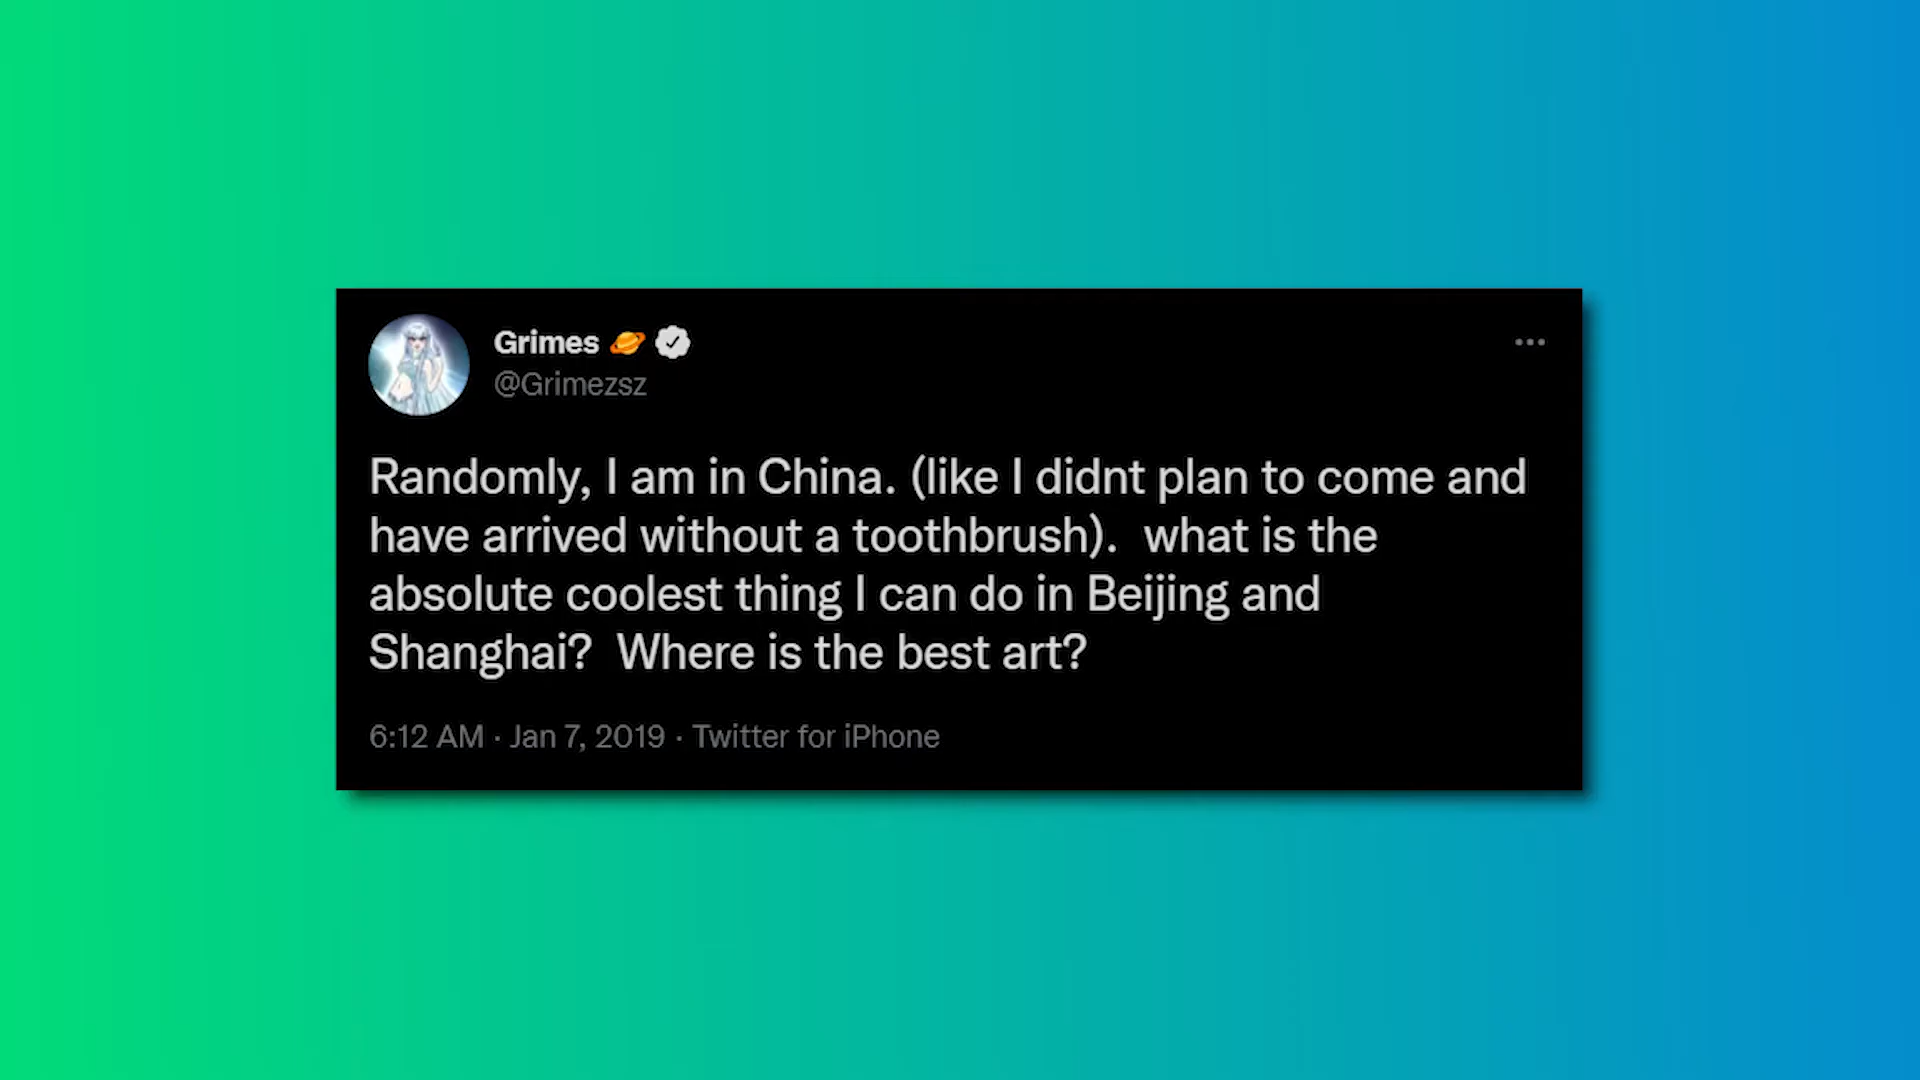 Grimes 🪐
@Grimezsz
Randomly, I am in China. (like I didnt plan to come and
have arrived without a toothbrush).  what is the
absolute coolest thing I can do in Beijing and
Shanghai?  Where is the best art?
6:12 AM · Jan 7, 2019 · Twitter for iPhone